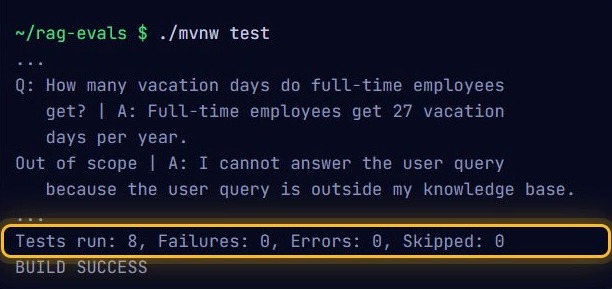 ~/rag-evals $ ./mvnw test
...
Q: How many vacation days do full-time employees
get? | A: Full-time employees get 27 vacation
days per year.
Out of scope | A: I cannot answer the user query
because the user query is outside my knowledge base.
...
Tests run: 8, Failures: 0, Errors: 0, Skipped: 0
BUILD SUCCESS